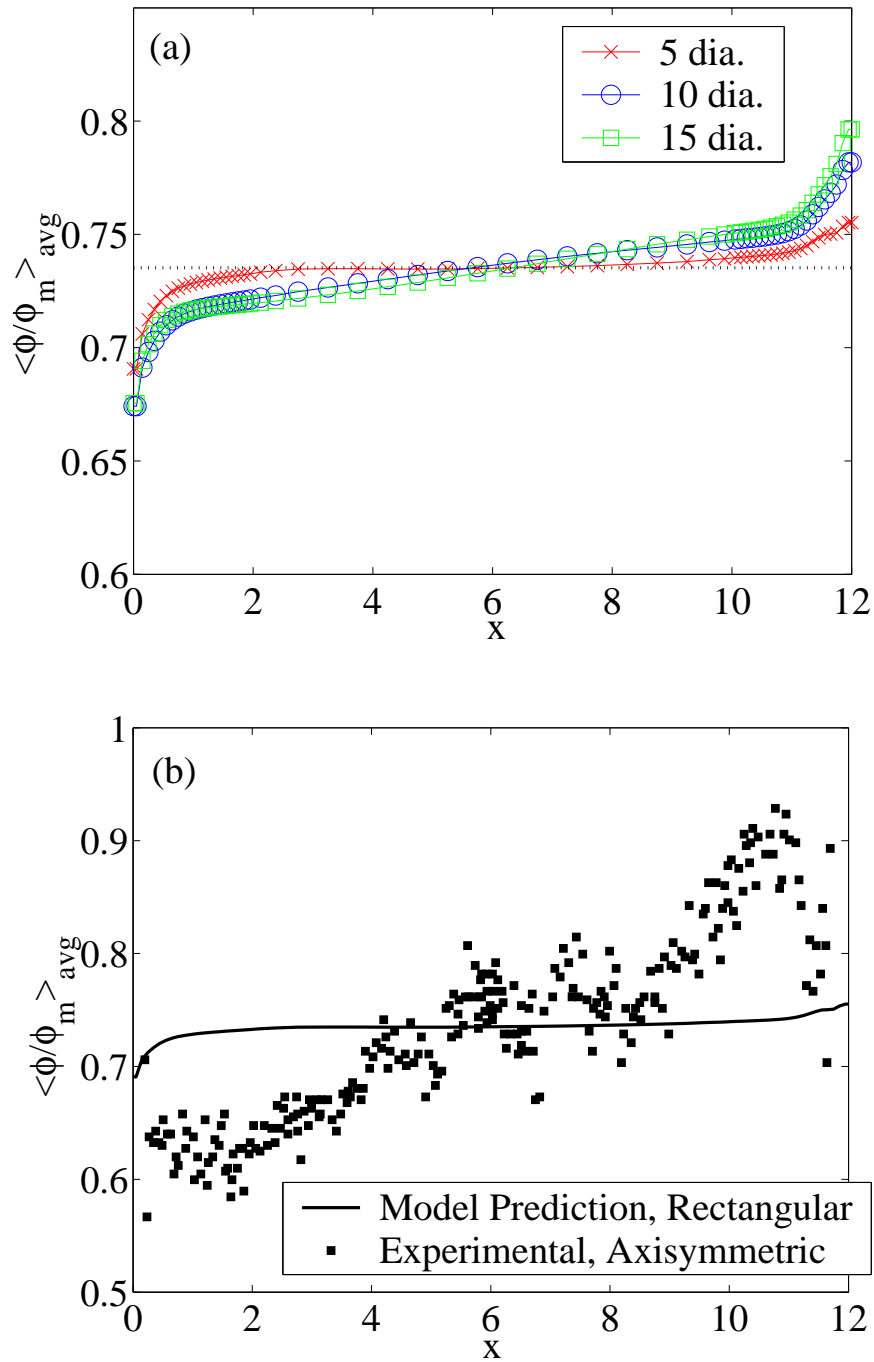 (a)
5 dia.
10 dia.
15 dia.
0.8
0.75
0.7
0.65
0.6
<ϕ/ϕm>avg
0 2 4 6 8 10 12
x
(b)
1
0.9
0.8
0.7
0.6
0.5
<ϕ/ϕm>avg
Model Prediction, Rectangular
Experimental, Axisymmetric
0 2 4 6 8 10 12
x